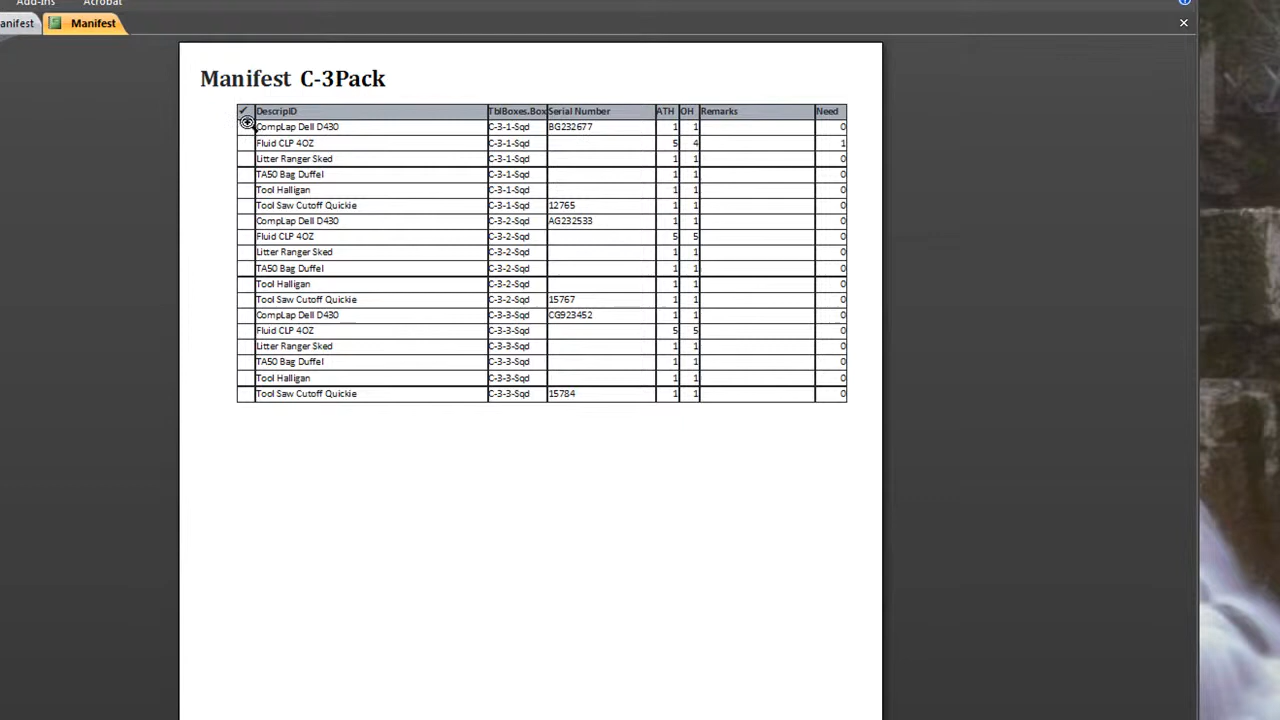 Add-Ins Acrobat
anifest Manifest
Manifest C-3Pack
✓ DescripID TblBoxes.Box Serial Number ATH OH Remarks Need
CompLap Dell D430 C-3-1-Sqd BG232677 1 1 0
Fluid CLP 4OZ C-3-1-Sqd 5 4 1
Litter Ranger Sked C-3-1-Sqd 1 1 0
TA50 Bag Duffel C-3-1-Sqd 1 1 0
Tool Halligan C-3-1-Sqd 1 1 0
Tool Saw Cutoff Quickie C-3-1-Sqd 12765 1 1 0
CompLap Dell D430 C-3-2-Sqd AG232533 1 1 0
Fluid CLP 4OZ C-3-2-Sqd 5 5 0
Litter Ranger Sked C-3-2-Sqd 1 1 0
TA50 Bag Duffel C-3-2-Sqd 1 1 0
Tool Halligan C-3-2-Sqd 1 1 0
Tool Saw Cutoff Quickie C-3-2-Sqd 15767 1 1 0
CompLap Dell D430 C-3-3-Sqd CG923452 1 1 0
Fluid CLP 4OZ C-3-3-Sqd 5 5 0
Litter Ranger Sked C-3-3-Sqd 1 1 0
TA50 Bag Duffel C-3-3-Sqd 1 1 0
Tool Halligan C-3-3-Sqd 1 1 0
Tool Saw Cutoff Quickie C-3-3-Sqd 15784 1 1 0